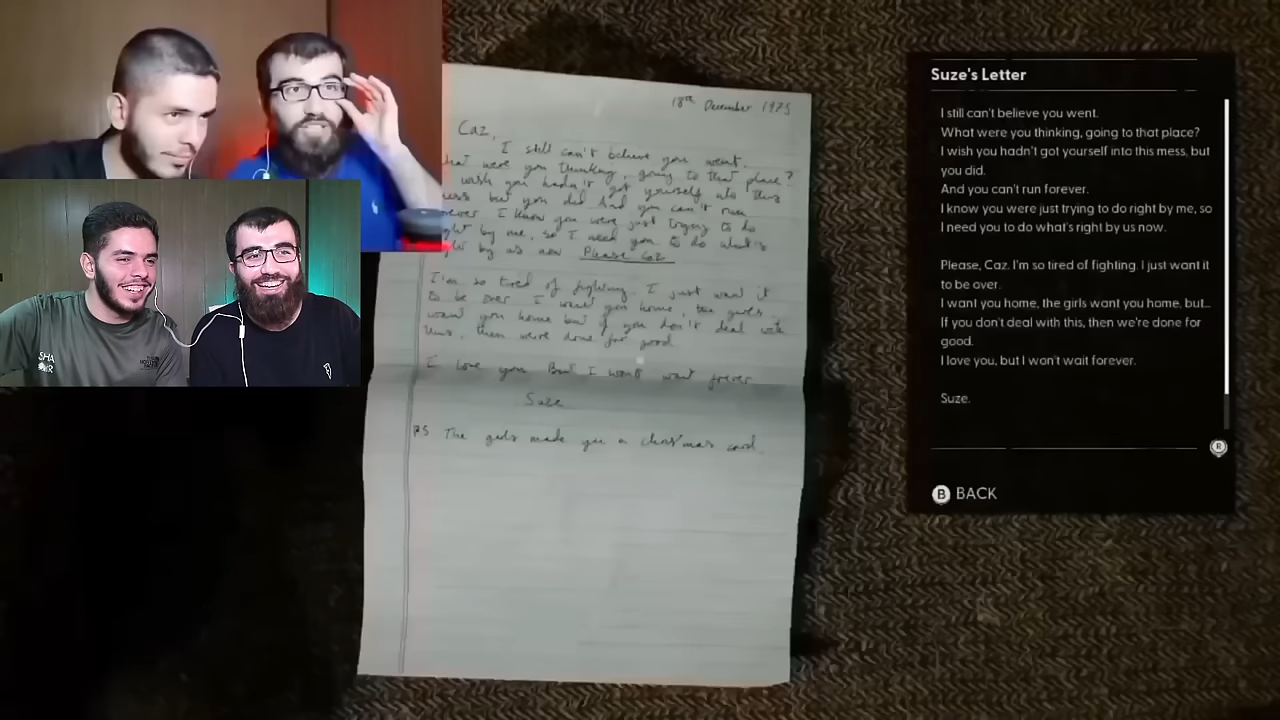 18th December 1975
Caz,
I still can't believe you went.
what were you thinking, going to that place?
wish you hadn't got yourself into this
mess but you did And you can't run
forever I know you were just trying to do
right by me, so I need you to do what's
right by us now Please Caz
I'm so tired of fighting. I just want it
to be over I want you home, the girls
want you home but if you don't deal with
this, then we're done for good
I love you But I won't wait forever
Suze
PS The girls made you a christmas card.
Suze's Letter
I still can't believe you went.
What were you thinking, going to that place?
I wish you hadn't got yourself into this mess, but
you did.
And you can't run forever.
I know you were just trying to do right by me, so
I need you to do what's right by us now.
Please, Caz. I'm so tired of fighting. I just want it
to be over.
I want you home, the girls want you home, but...
If you don't deal with this, then we're done for
good.
I love you, but I won't wait forever.
Suze.
R
B BACK
THE NORTH FACE